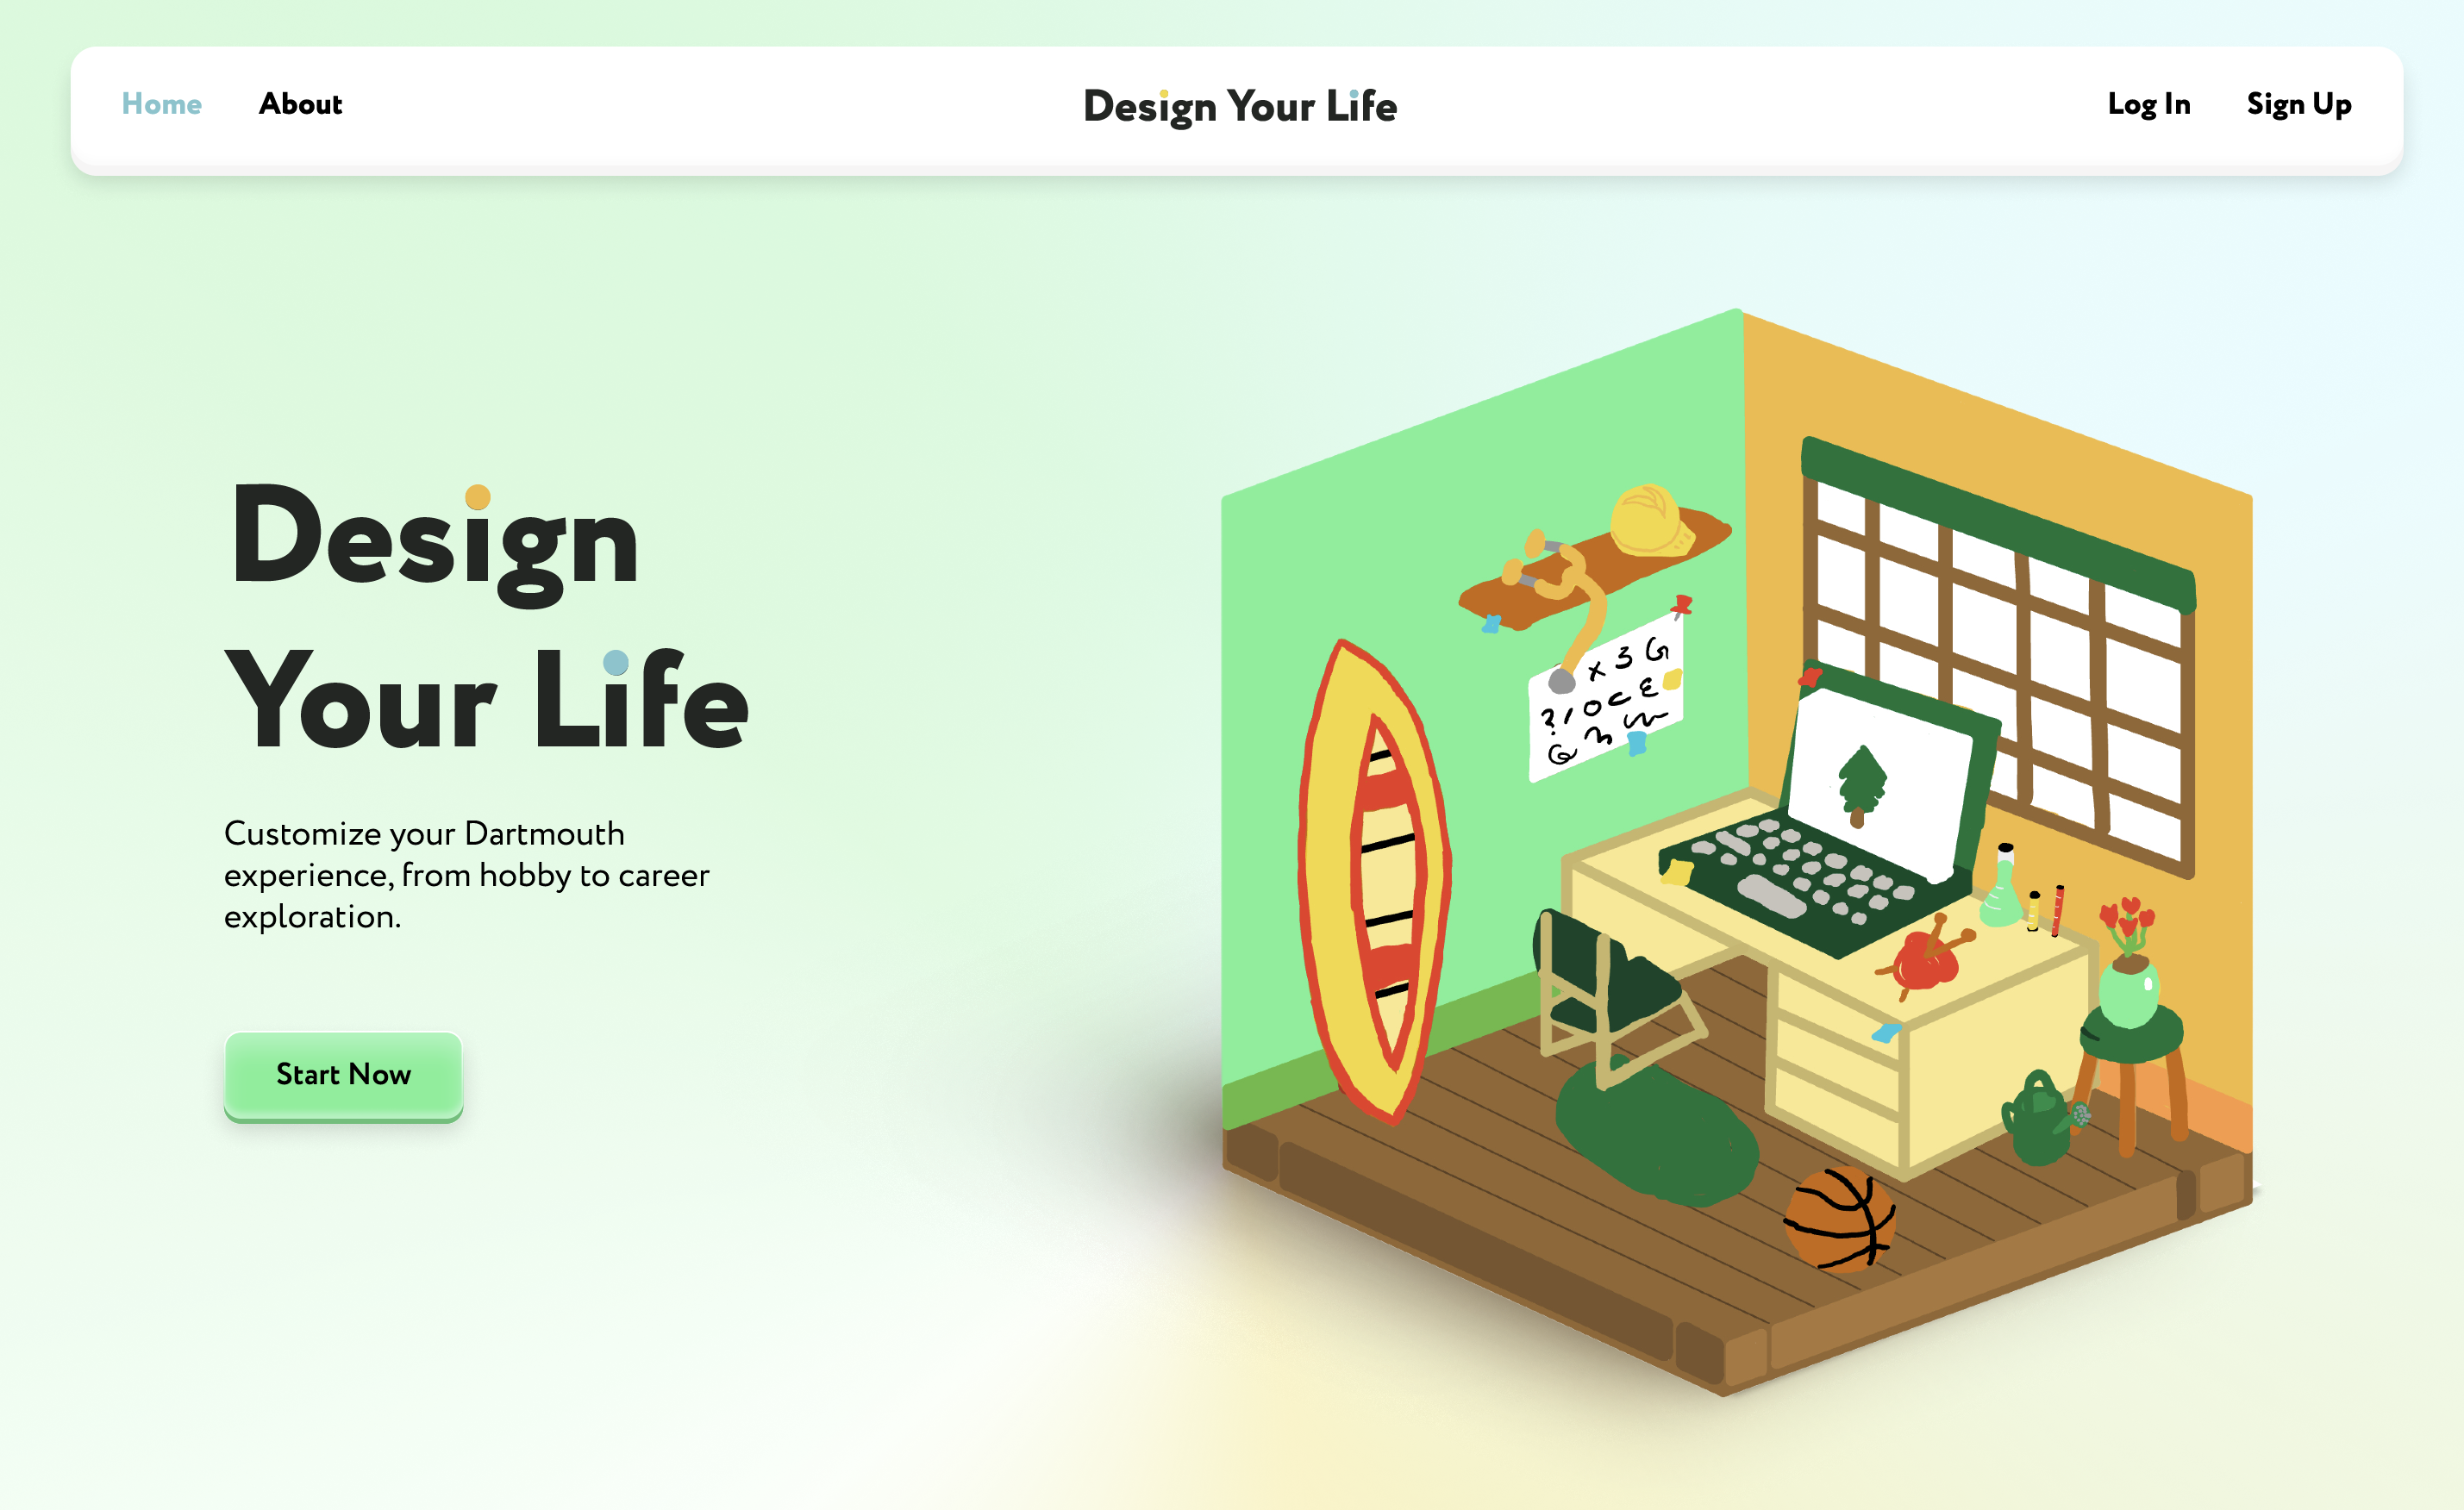 Home
About
Design Your Life
Log In
Sign Up
Design
Your Life
Customize your Dartmouth
experience, from hobby to career
exploration.
Start Now
x 3 G